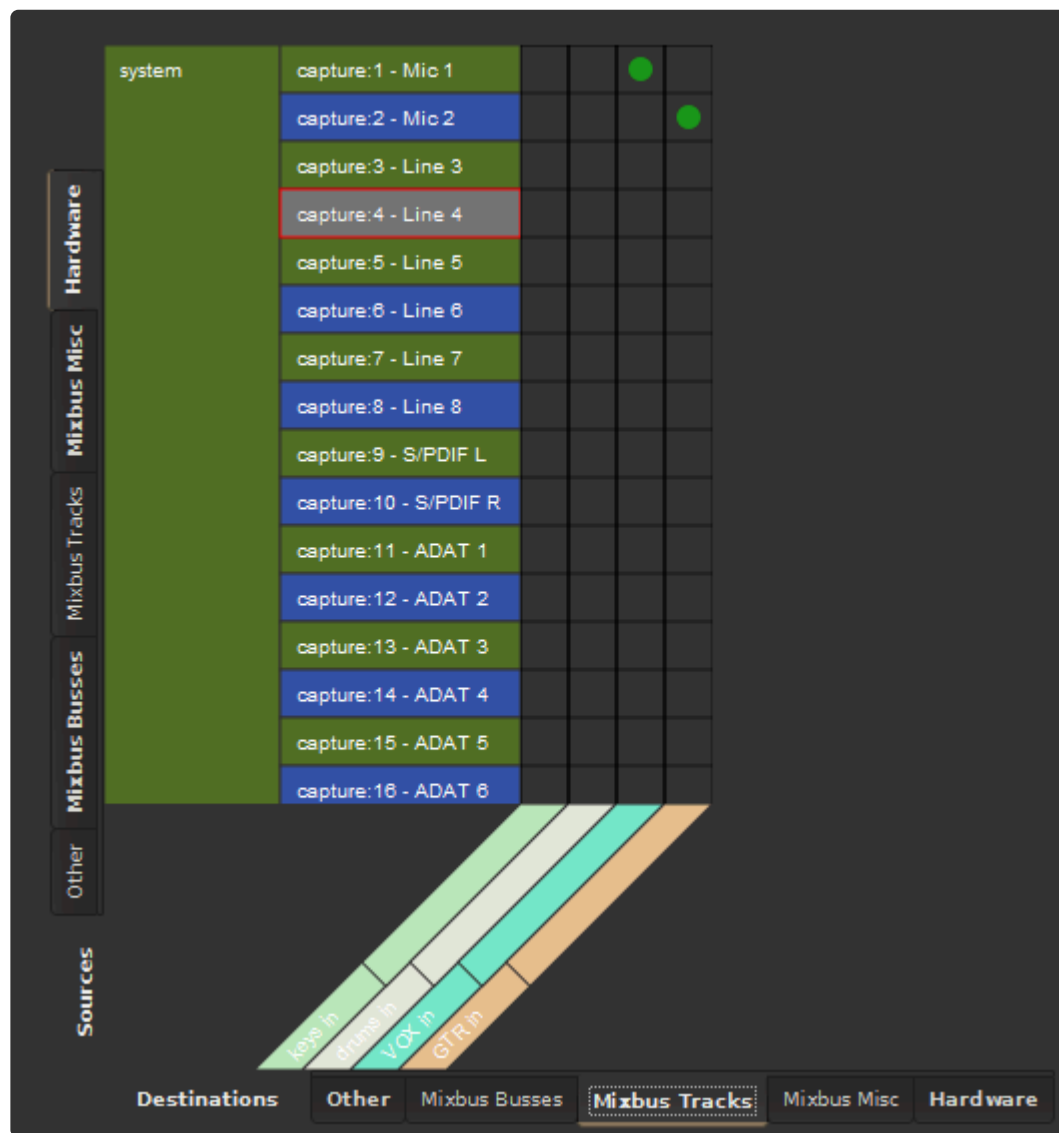 system
capture:1 - Mic 1
capture:2 - Mic 2
capture:3 - Line 3
capture:4 - Line 4
capture:5 - Line 5
capture:6 - Line 6
capture:7 - Line 7
capture:8 - Line 8
capture:9 - S/PDIF L
capture:10 - S/PDIF R
capture:11 - ADAT 1
capture:12 - ADAT 2
capture:13 - ADAT 3
capture:14 - ADAT 4
capture:15 - ADAT 5
capture:16 - ADAT 6
Hardware
Mixbus Misc
Mixbus Tracks
Mixbus Busses
Other
Sources
keys in
drums in
VOX in
GTR in
Destinations
Other
Mixbus Busses
Mixbus Tracks
Mixbus Misc
Hardware